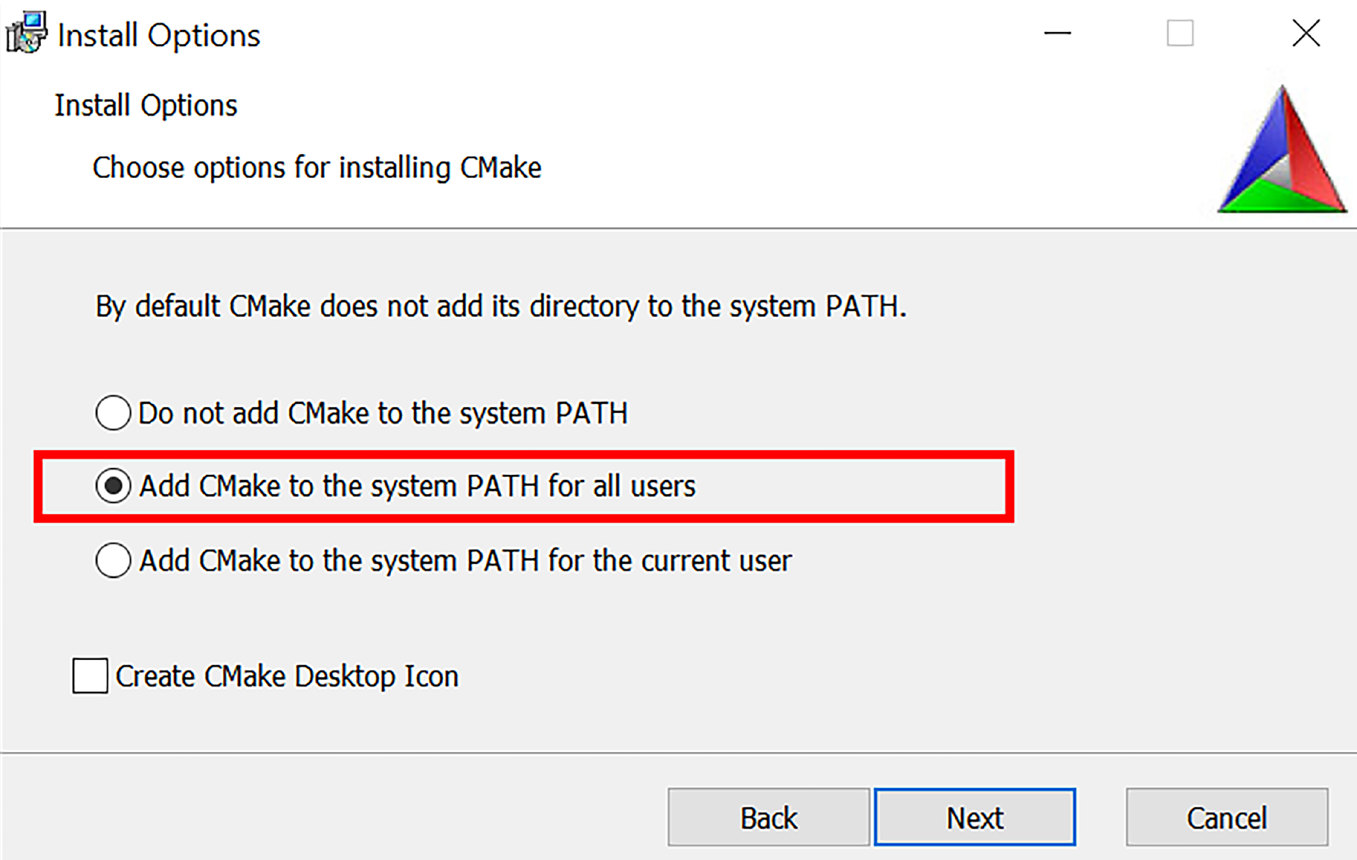 Install Options
Install Options
Choose options for installing CMake
By default CMake does not add its directory to the system PATH.
Do not add CMake to the system PATH
Add CMake to the system PATH for all users
Add CMake to the system PATH for the current user
Create CMake Desktop Icon
Back Next Cancel